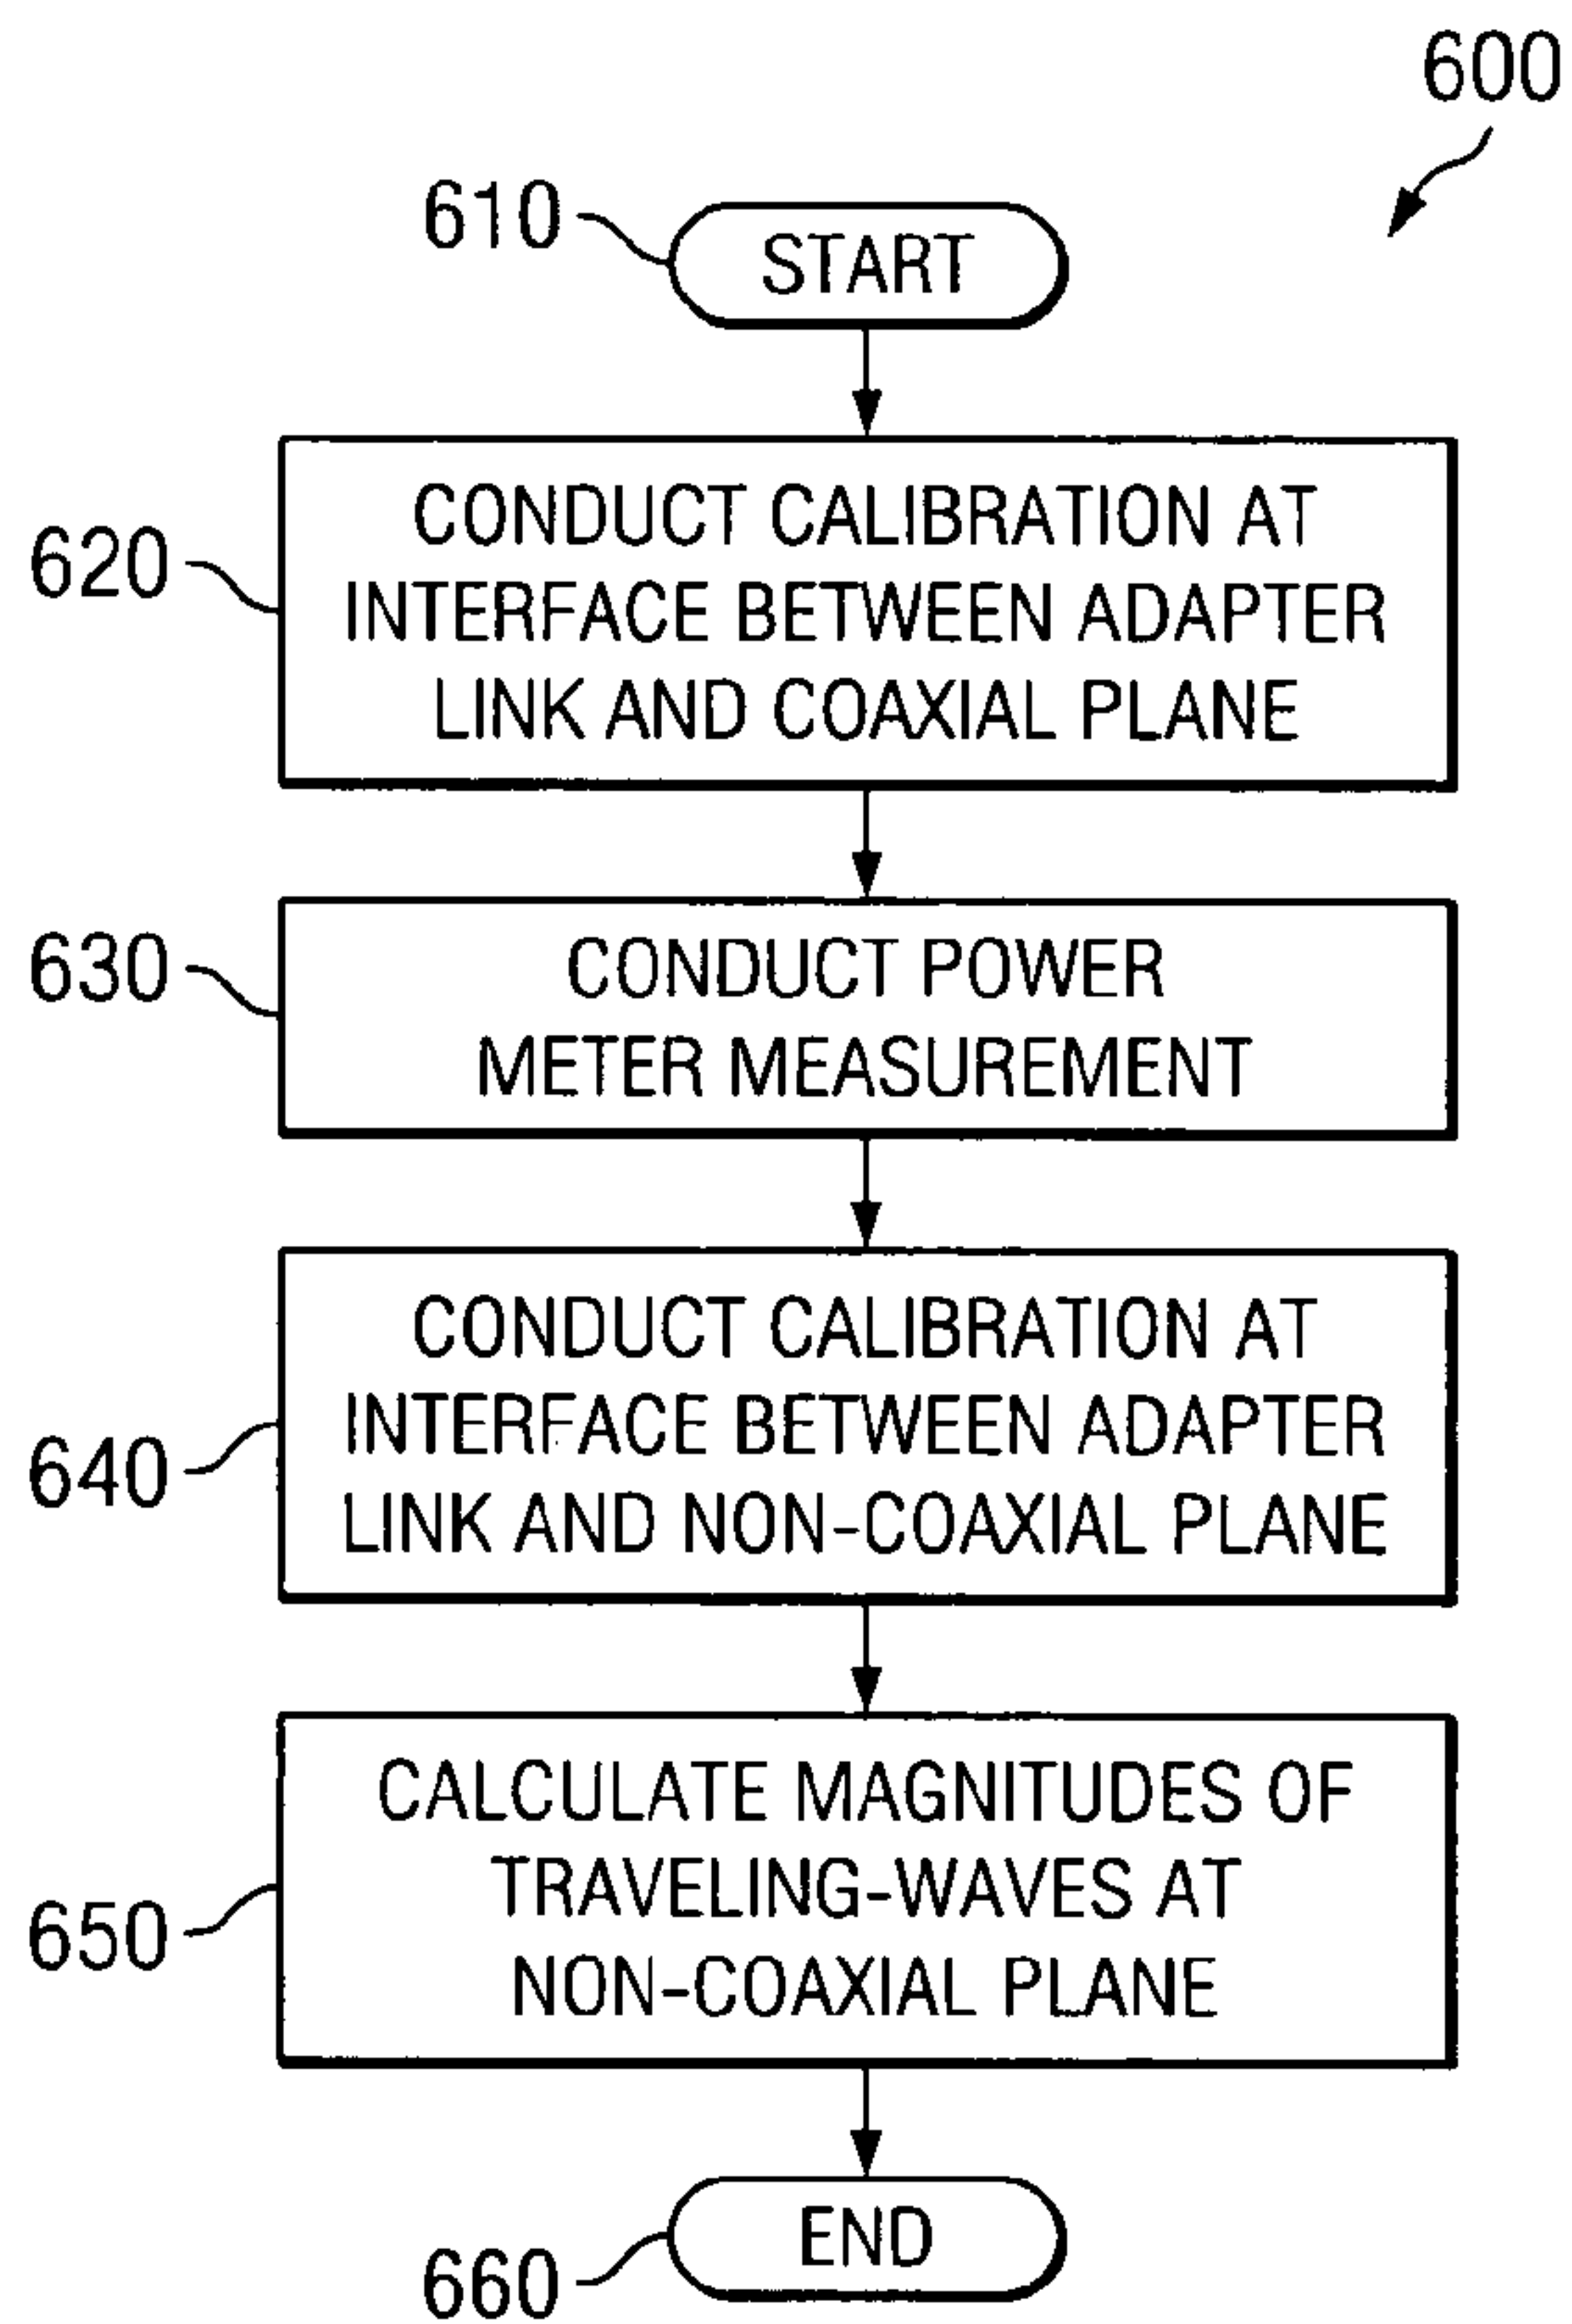 600
610
START
620
CONDUCT CALIBRATION AT
INTERFACE BETWEEN ADAPTER
LINK AND COAXIAL PLANE
630
CONDUCT POWER
METER MEASUREMENT
640
CONDUCT CALIBRATION AT
INTERFACE BETWEEN ADAPTER
LINK AND NON-COAXIAL PLANE
650
CALCULATE MAGNITUDES OF
TRAVELING-WAVES AT
NON-COAXIAL PLANE
660
END